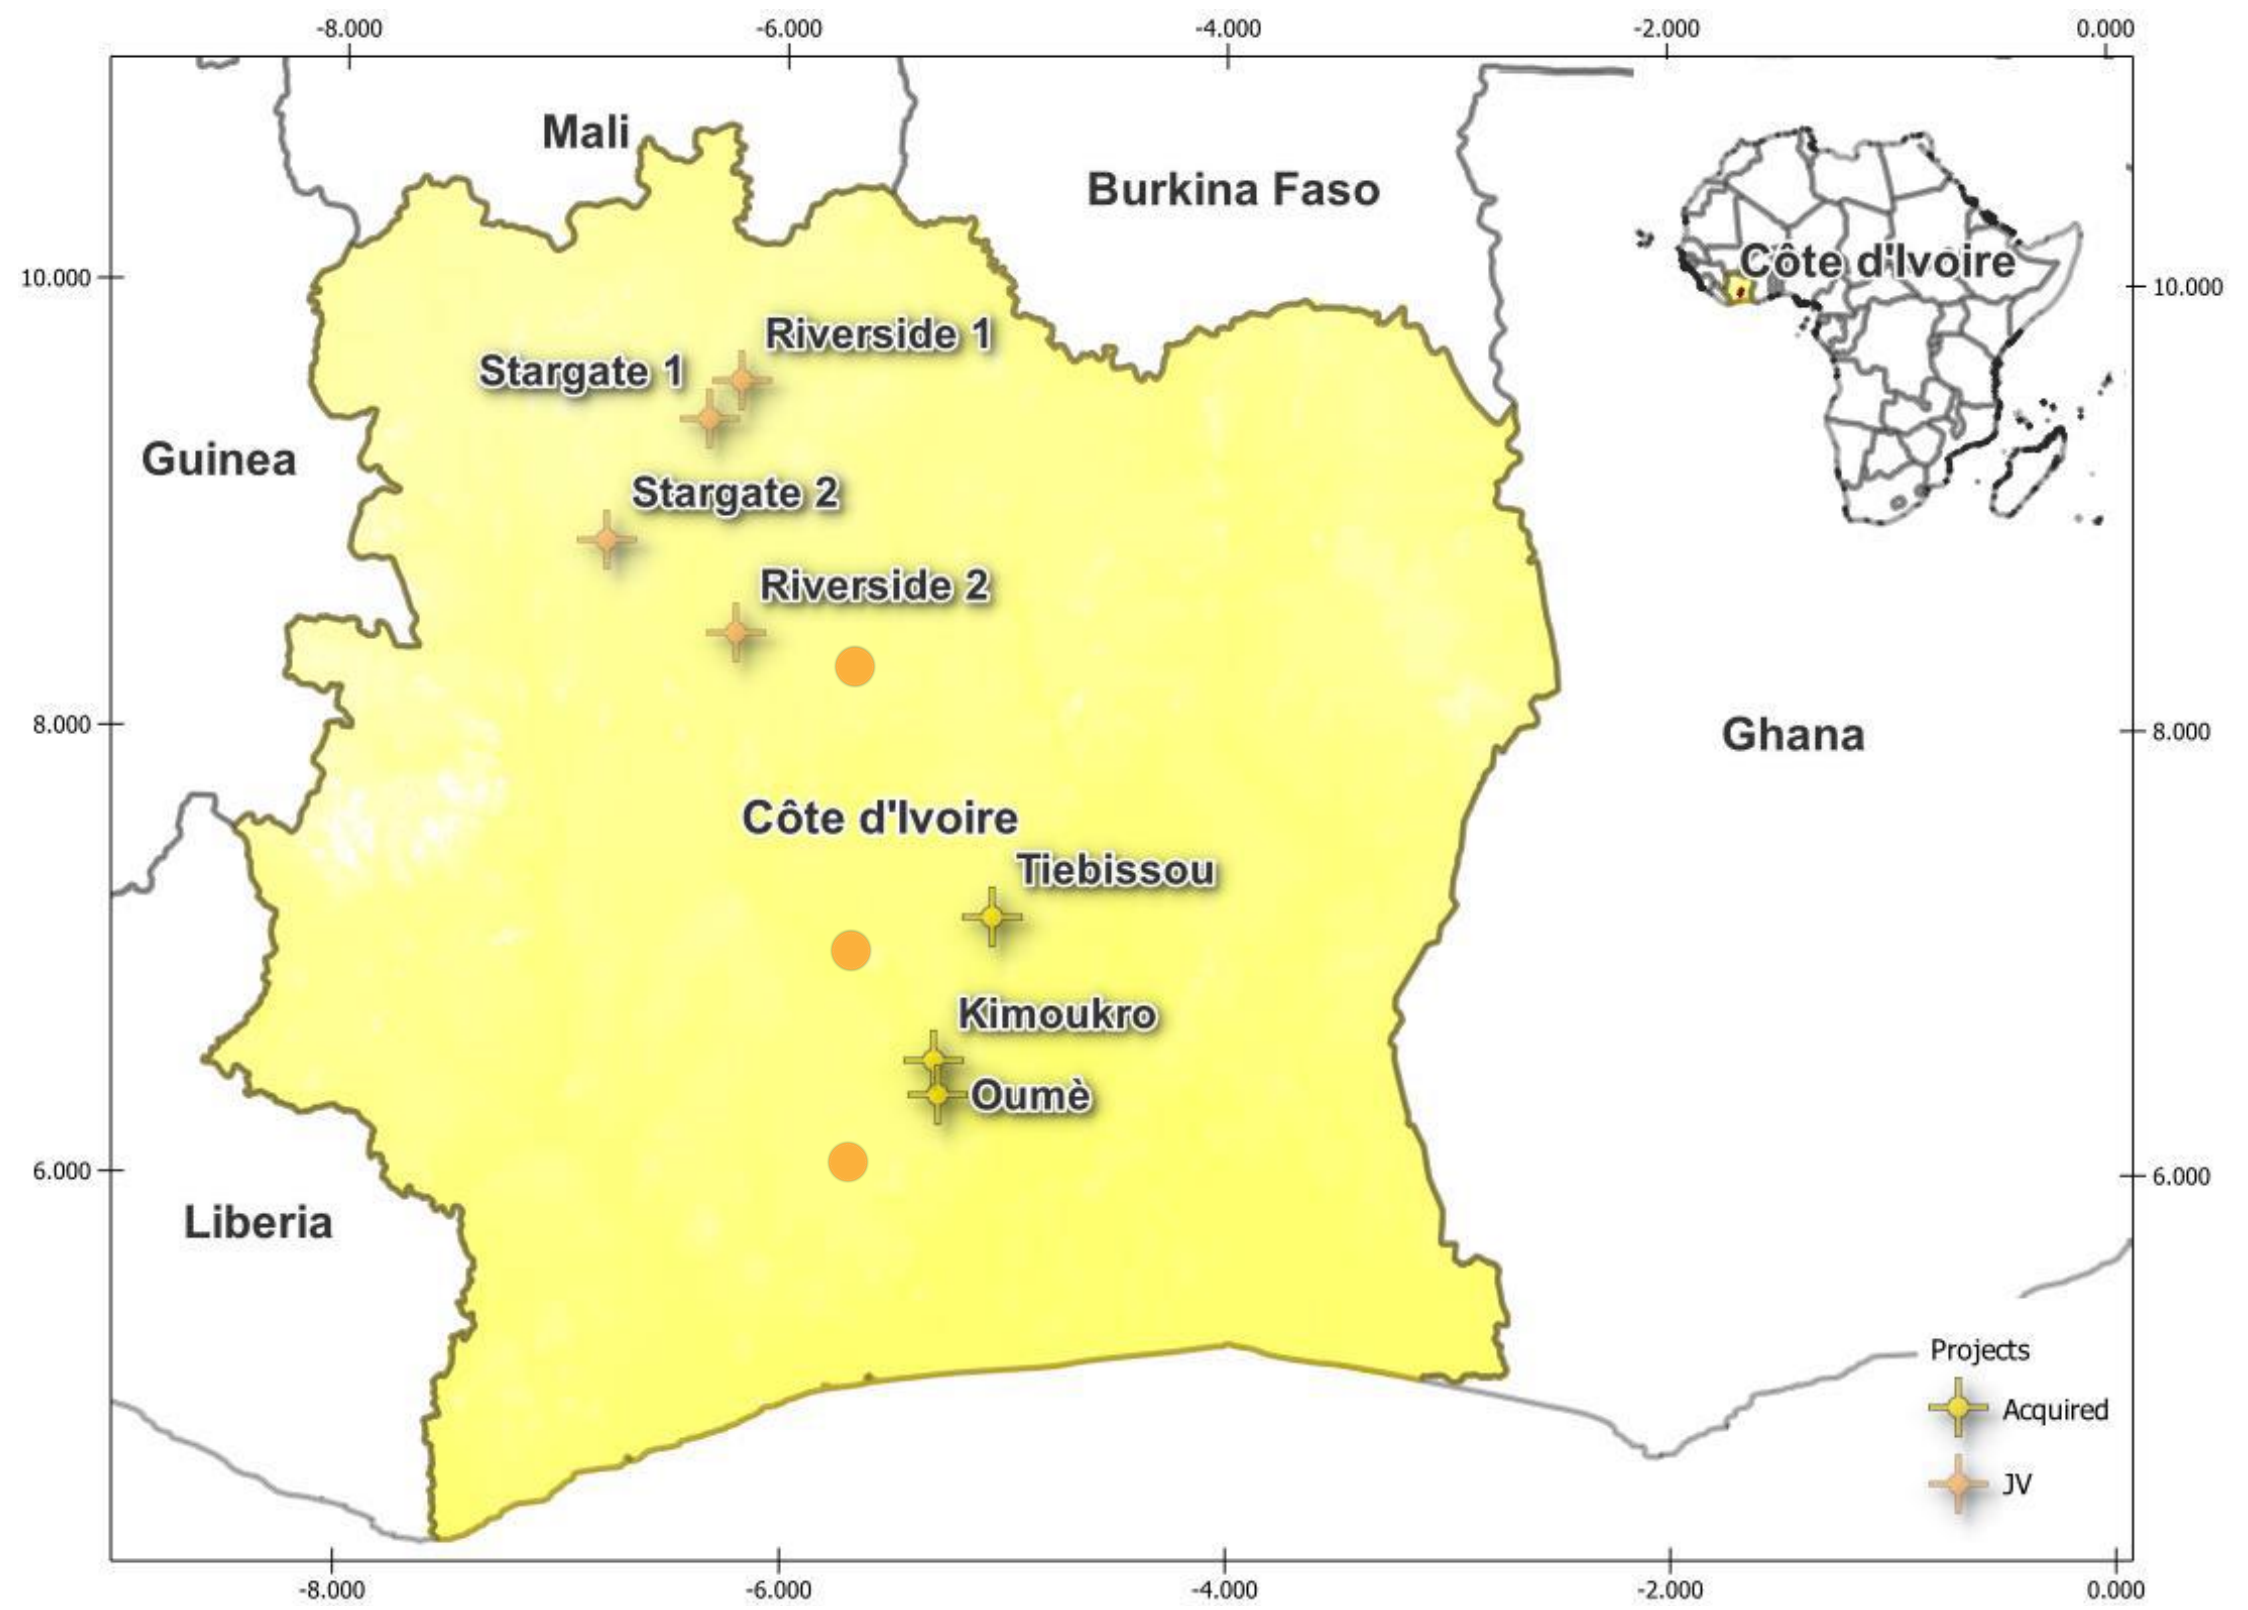 -8.000 -6.000 -4.000 -2.000 0.000
Mali
Burkina Faso
Côte d'Ivoire
10.000 10.000
Riverside 1
Stargate 1
Guinea
Stargate 2
Riverside 2
8.000 8.000
Ghana
Côte d'Ivoire
Tiebissou
Kimoukro
Oumè
6.000 6.000
Liberia
Projects
Acquired
JV
-8.000 -6.000 -4.000 -2.000 0.000